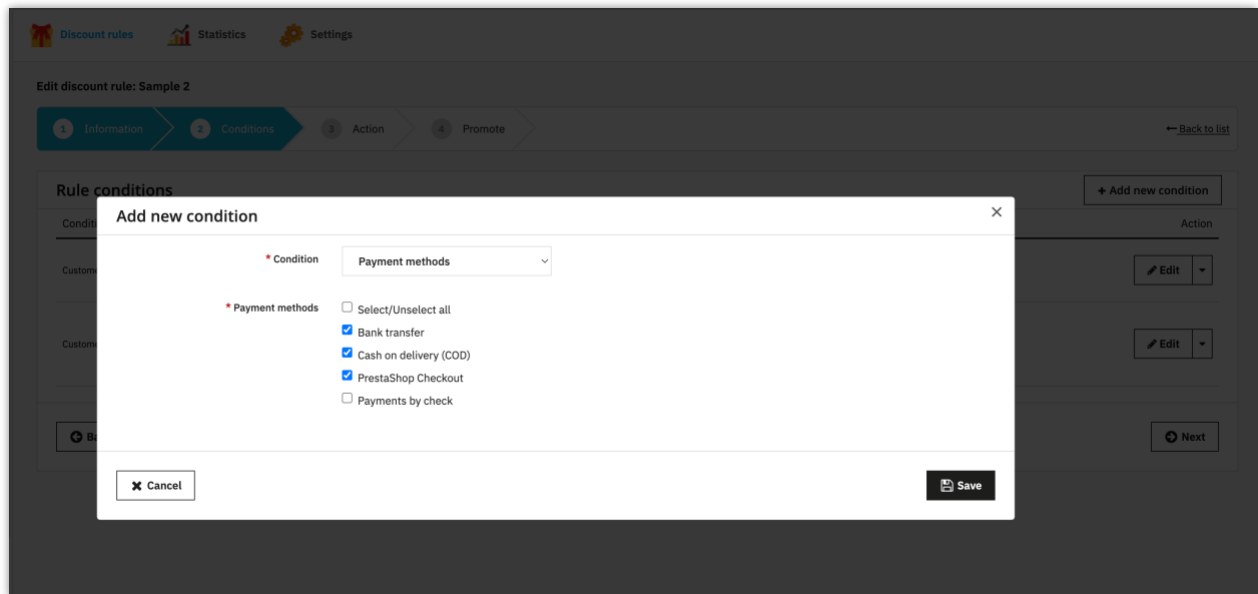 Discount rules Statistics Settings
Edit discount rule: Sample 2
1 Information 2 Conditions 3 Action 4 Promote ← Back to list
Rule conditions + Add new condition
Add new condition ×
Action
* Condition Payment methods
Edit
* Payment methods Select/Unselect all
Bank transfer
Cash on delivery (COD)
Edit
PrestaShop Checkout
Payments by check
Next
Cancel Save